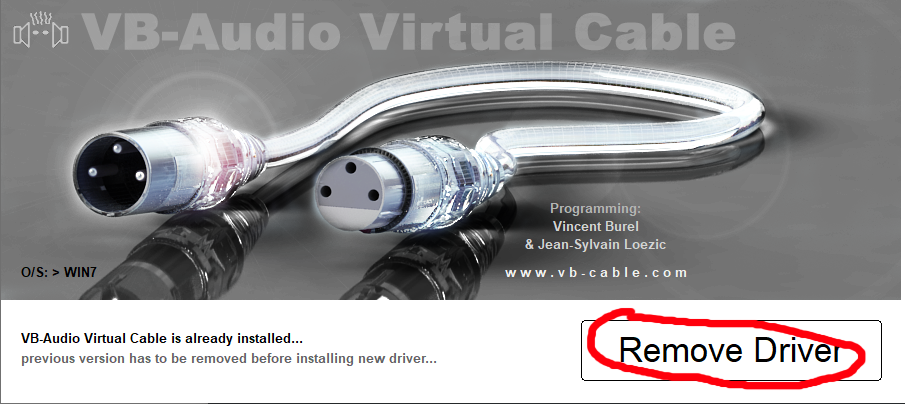 VB-Audio Virtual Cable
Programming:
Vincent Burel
& Jean-Sylvain Loezic
O/S: > WIN7
www.vb-cable.com
VB-Audio Virtual Cable is already installed...
previous version has to be removed before installing new driver...
Remove Driver